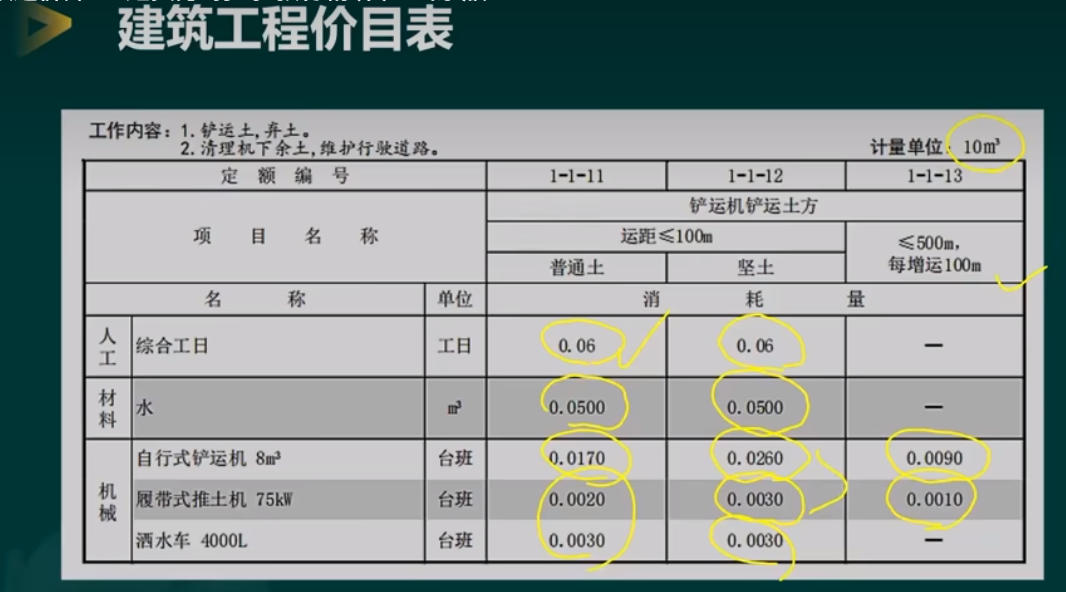 建筑工程价目表
工作内容：1.铲运土,弃土。
2.清理机下余土,维护行驶道路。
计量单位：10m³
定 额 编 号 1-1-11 1-1-12 1-1-13
项 目 名 称 铲运机铲运土方
运距≤100m ≤500m,
每增运100m
普通土 坚土
名 称 单位 消 耗 量
人工 综合工日 工日 0.06 0.06 —
材料 水 m³ 0.0500 0.0500 —
机械 自行式铲运机 8m³ 台班 0.0170 0.0260 0.0090
履带式推土机 75kW 台班 0.0020 0.0030 0.0010
洒水车 4000L 台班 0.0030 0.0030 —